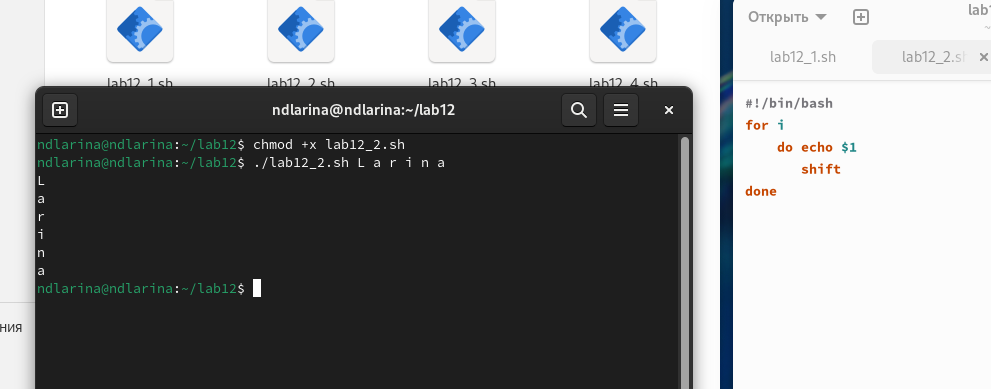 Открыть
lab12_1.sh
lab12_2.sh
lab12_1.sh
lab12_2.sh
lab12_3.sh
lab12_4.sh
ndlarina@ndlarina:~/lab12
ndlarina@ndlarina:~/lab12$ chmod +x lab12_2.sh
ndlarina@ndlarina:~/lab12$ ./lab12_2.sh L a r i n a
L
a
r
i
n
a
ndlarina@ndlarina:~/lab12$
#!/bin/bash
for i
do echo $1
shift
done